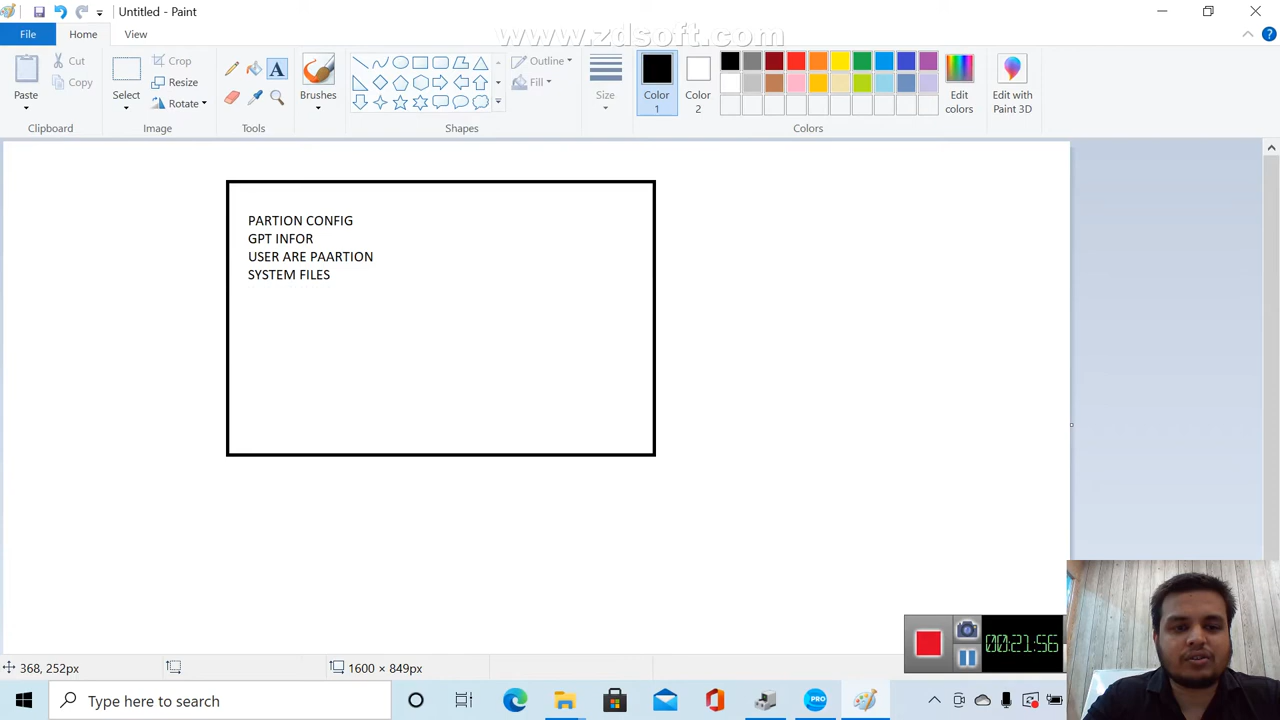 Untitled - Paint
www.zdsoft.com
File
Home
View
Paste
Cut
Copy
Clipboard
Select
Crop
Resize
Rotate
Image
A
Tools
Brushes
Outline
Fill
Shapes
Size
Color 1
Color 2
Edit colors
Edit with Paint 3D
Colors
PARTION CONFIG
GPT INFOR
USER ARE PAARTION
SYSTEM FILES
00:21:56
368, 252px
1600 × 849px
Type here to search
PRO